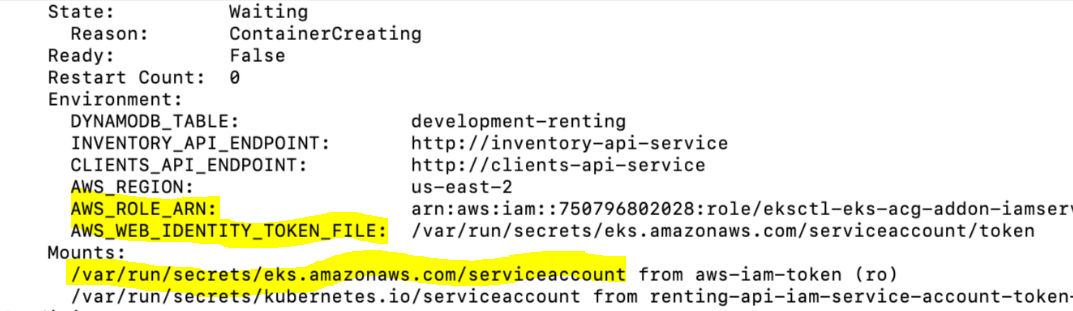 State: Waiting
Reason: ContainerCreating
Ready: False
Restart Count: 0
Environment:
DYNAMODB_TABLE: development-renting
INVENTORY_API_ENDPOINT: http://inventory-api-service
CLIENTS_API_ENDPOINT: http://clients-api-service
AWS_REGION: us-east-2
AWS_ROLE_ARN: arn:aws:iam::750796802028:role/eksctl-eks-acg-addon-iamserv
AWS_WEB_IDENTITY_TOKEN_FILE: /var/run/secrets/eks.amazonaws.com/serviceaccount/token
Mounts:
/var/run/secrets/eks.amazonaws.com/serviceaccount from aws-iam-token (ro)
/var/run/secrets/kubernetes.io/serviceaccount from renting-api-iam-service-account-token-